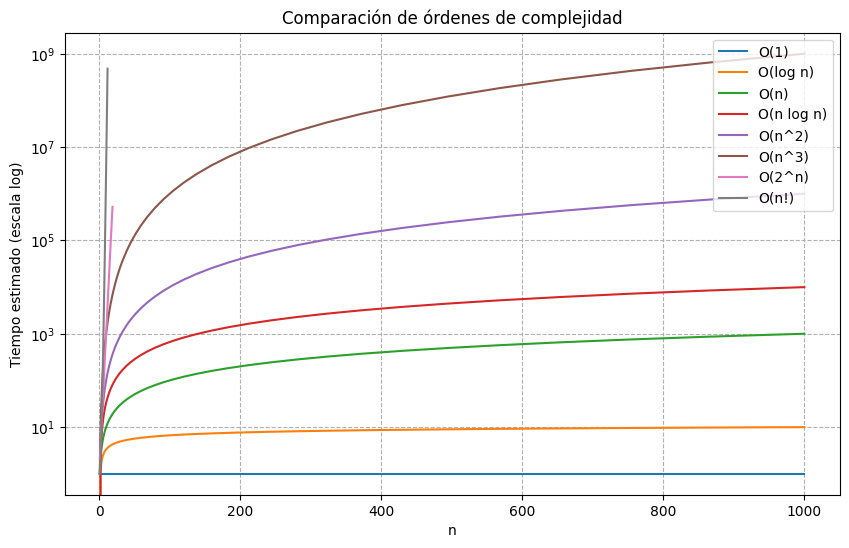 Comparación de órdenes de complejidad
Tiempo estimado (escala log)
10^9
10^7
10^5
10^3
10^1
0
200
400
600
800
1000
n
O(1)
O(log n)
O(n)
O(n log n)
O(n^2)
O(n^3)
O(2^n)
O(n!)